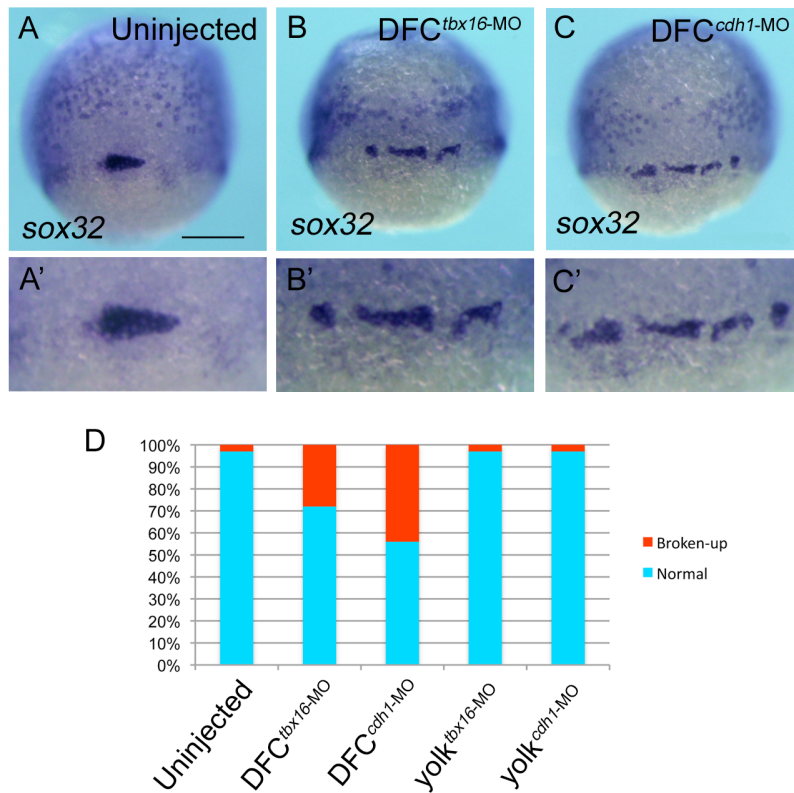 A Uninjected
B DFCtbx16-MO
C DFCcdh1-MO
sox32
sox32
sox32
A’
B’
C’
D
100%
90%
80%
70%
60%
50%
40%
30%
20%
10%
0%
Broken-up
Normal
Uninjected
DFCtbx16-MO
DFCcdh1-MO
yolktbx16-MO
yolkcdh1-MO